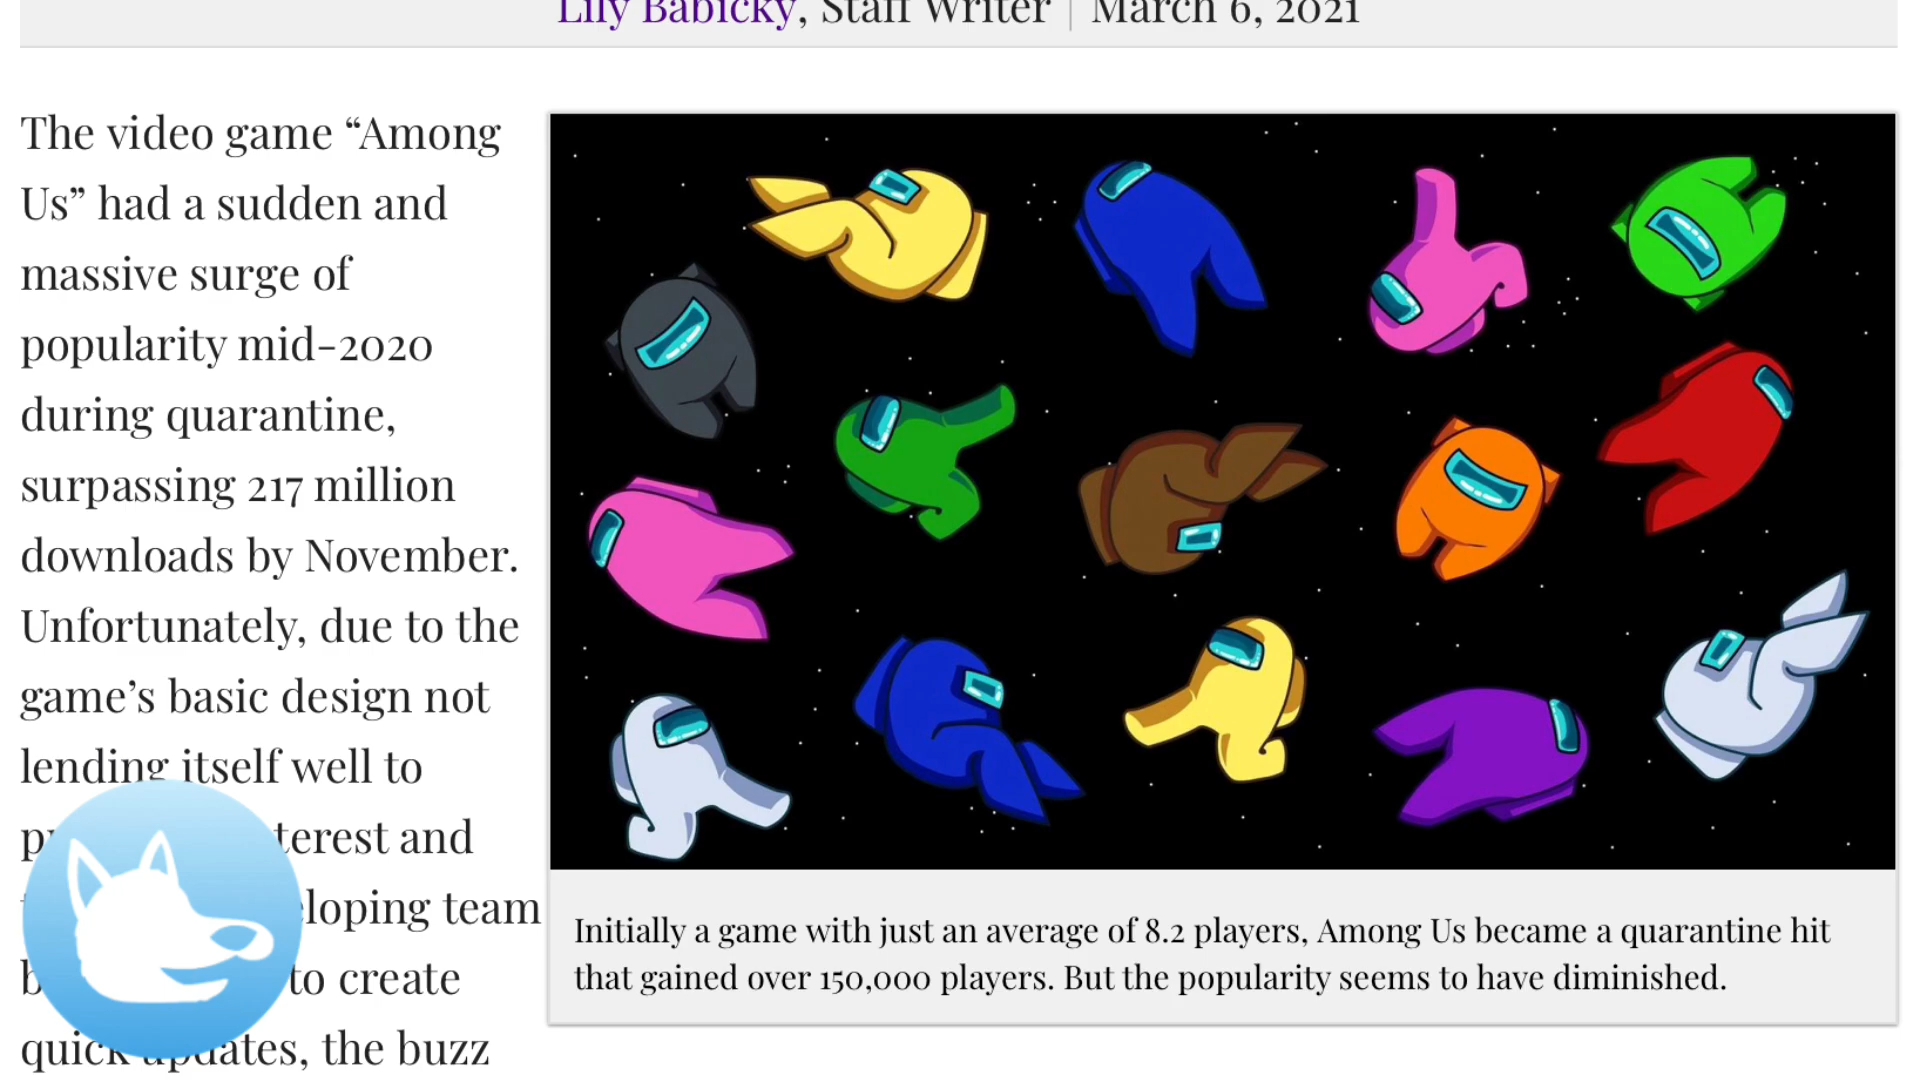 Lily Babicky, Staff Writer | March 6, 2021
The video game “Among
Us” had a sudden and
massive surge of
popularity mid-2020
during quarantine,
surpassing 217 million
downloads by November.
Unfortunately, due to the
game’s basic design not
lending itself well to
and
team
to create
quick updates, the buzz
Initially a game with just an average of 8.2 players, Among Us became a quarantine hit
that gained over 150,000 players. But the popularity seems to have diminished.